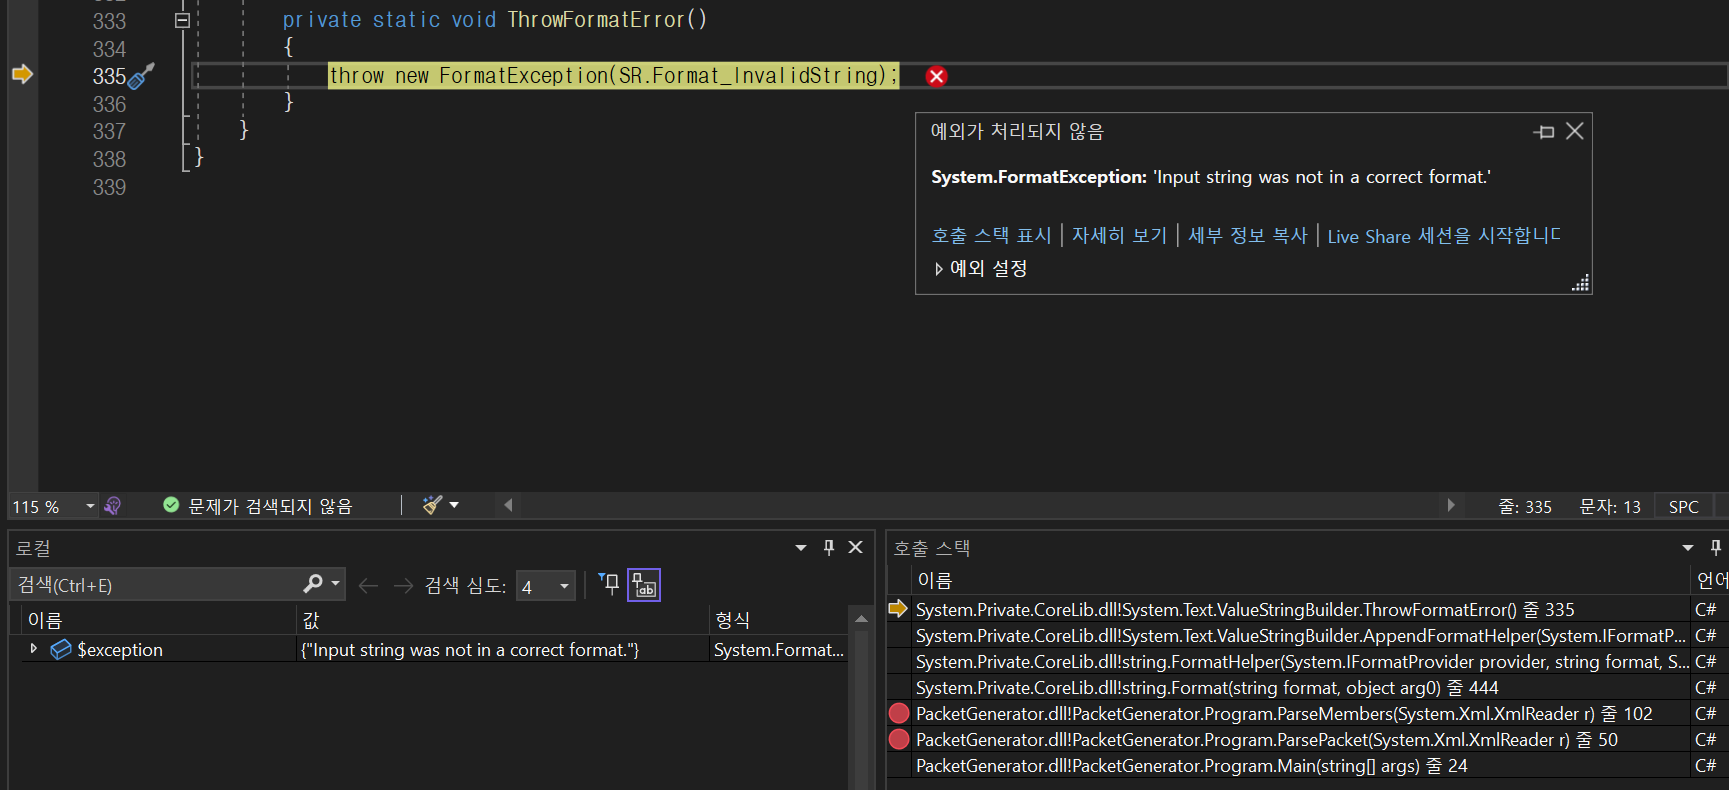 333 private static void ThrowFormatError()
334 {
335 throw new FormatException(SR.Format_InvalidString);
336 }
337 }
338 }
339
예외가 처리되지 않음
System.FormatException: 'Input string was not in a correct format.'
호출 스택 표시 | 자세히 보기 | 세부 정보 복사 | Live Share 세션을 시작합니다
예외 설정
115 % 문제가 검색되지 않음 줄: 335 문자: 13 SPC
로컬
검색(Ctrl+E) 검색 심도: 4
이름 값 형식
$exception {"Input string was not in a correct format."} System.Format...
호출 스택
이름 언어
System.Private.CoreLib.dll!System.Text.ValueStringBuilder.ThrowFormatError() 줄 335 C#
System.Private.CoreLib.dll!System.Text.ValueStringBuilder.AppendFormatHelper(System.IFormatP... C#
System.Private.CoreLib.dll!string.FormatHelper(System.IFormatProvider provider, string format, S... C#
System.Private.CoreLib.dll!string.Format(string format, object arg0) 줄 444 C#
PacketGenerator.dll!PacketGenerator.Program.ParseMembers(System.Xml.XmlReader r) 줄 102 C#
PacketGenerator.dll!PacketGenerator.Program.ParsePacket(System.Xml.XmlReader r) 줄 50 C#
PacketGenerator.dll!PacketGenerator.Program.Main(string[] args) 줄 24 C#